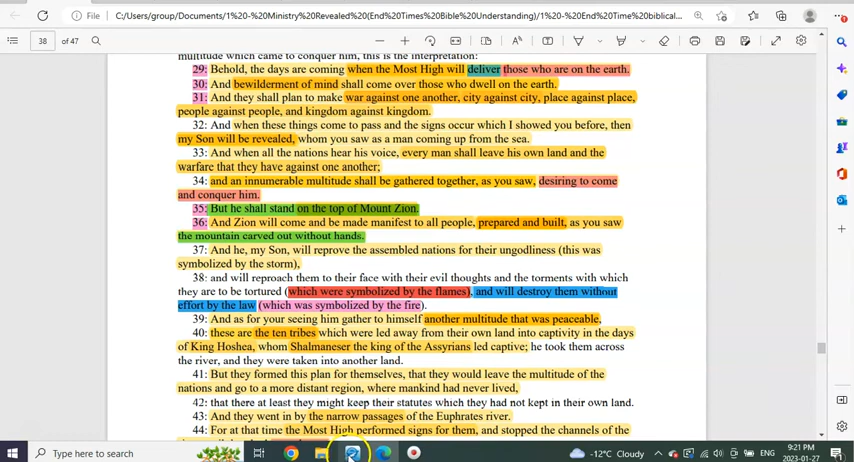 C:/Users/group/Documents/1%20-%20Ministry%20Revealed%20(End%20Times%20Bible%20Understanding)/1%20-%20End%20Time%20biblical...
38 of 47
multitude which came to conquer him, this is the interpretation:
29: Behold, the days are coming when the Most High will deliver those who are on the earth.
30: And bewilderment of mind shall come over those who dwell on the earth.
31: And they shall plan to make war against one another, city against city, place against place,
people against people, and kingdom against kingdom.
32: And when these things come to pass and the signs occur which I showed you before, then
my Son will be revealed, whom you saw as a man coming up from the sea.
33: And when all the nations hear his voice, every man shall leave his own land and the
warfare that they have against one another;
34: and an innumerable multitude shall be gathered together, as you saw, desiring to come
and conquer him.
35: But he shall stand on the top of Mount Zion.
36: And Zion will come and be made manifest to all people, prepared and built, as you saw
the mountain carved out without hands.
37: And he, my Son, will reprove the assembled nations for their ungodliness (this was
symbolized by the storm),
38: and will reproach them to their face with their evil thoughts and the torments with which
they are to be tortured (which were symbolized by the flames), and will destroy them without
effort by the law (which was symbolized by the fire).
39: And as for your seeing him gather to himself another multitude that was peaceable,
40: these are the ten tribes which were led away from their own land into captivity in the days
of King Hoshea, whom Shalmaneser the king of the Assyrians led captive; he took them across
the river, and they were taken into another land.
41: But they formed this plan for themselves, that they would leave the multitude of the
nations and go to a more distant region, where mankind had never lived,
42: that there at least they might keep their statutes which they had not kept in their own land.
43: And they went in by the narrow passages of the Euphrates river.
44: For at that time the Most High performed signs for them, and stopped the channels of the
Type here to search
-12°C Cloudy
ENG
9:21 PM
2023-01-27